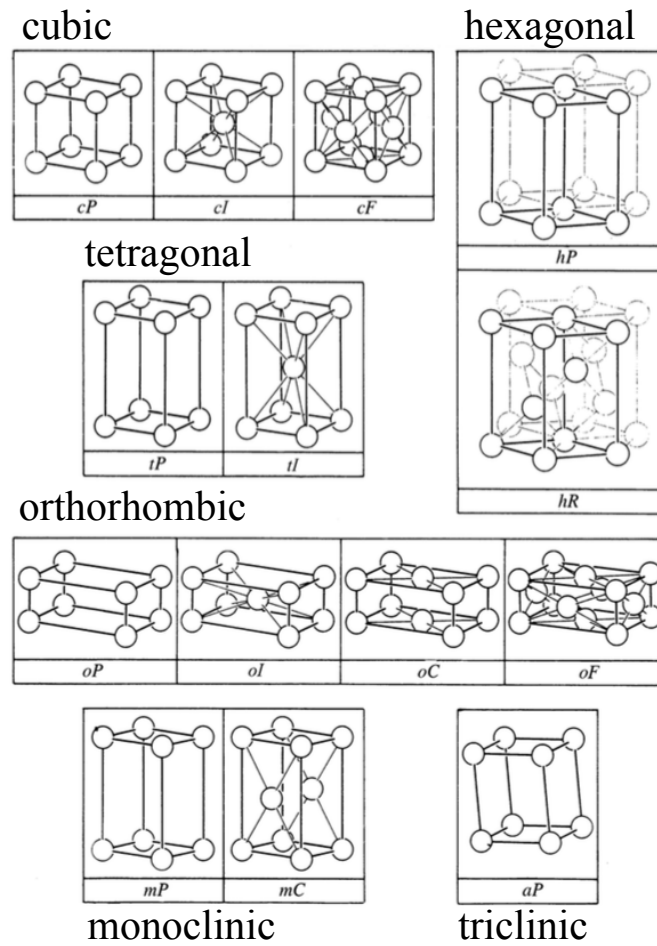 cubic
hexagonal
cP cI cF
hP
tetragonal
tP tI
hR
orthorhombic
oP oI oC oF
mP mC
aP
monoclinic
triclinic